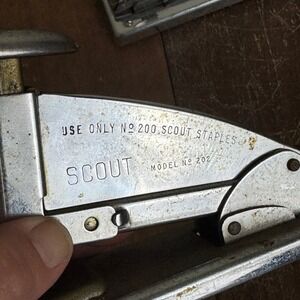 USE ONLY Nº 200 SCOUT STAPLES
SCOUT MODEL Nº 202